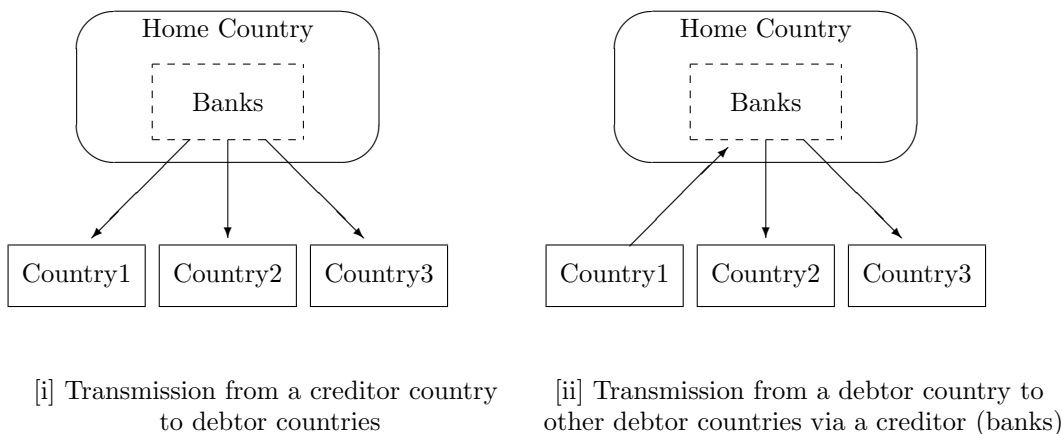 Home Country
Banks
Country1 Country2 Country3
[i] Transmission from a creditor country
to debtor countries
Home Country
Banks
Country1 Country2 Country3
[ii] Transmission from a debtor country to
other debtor countries via a creditor (banks)